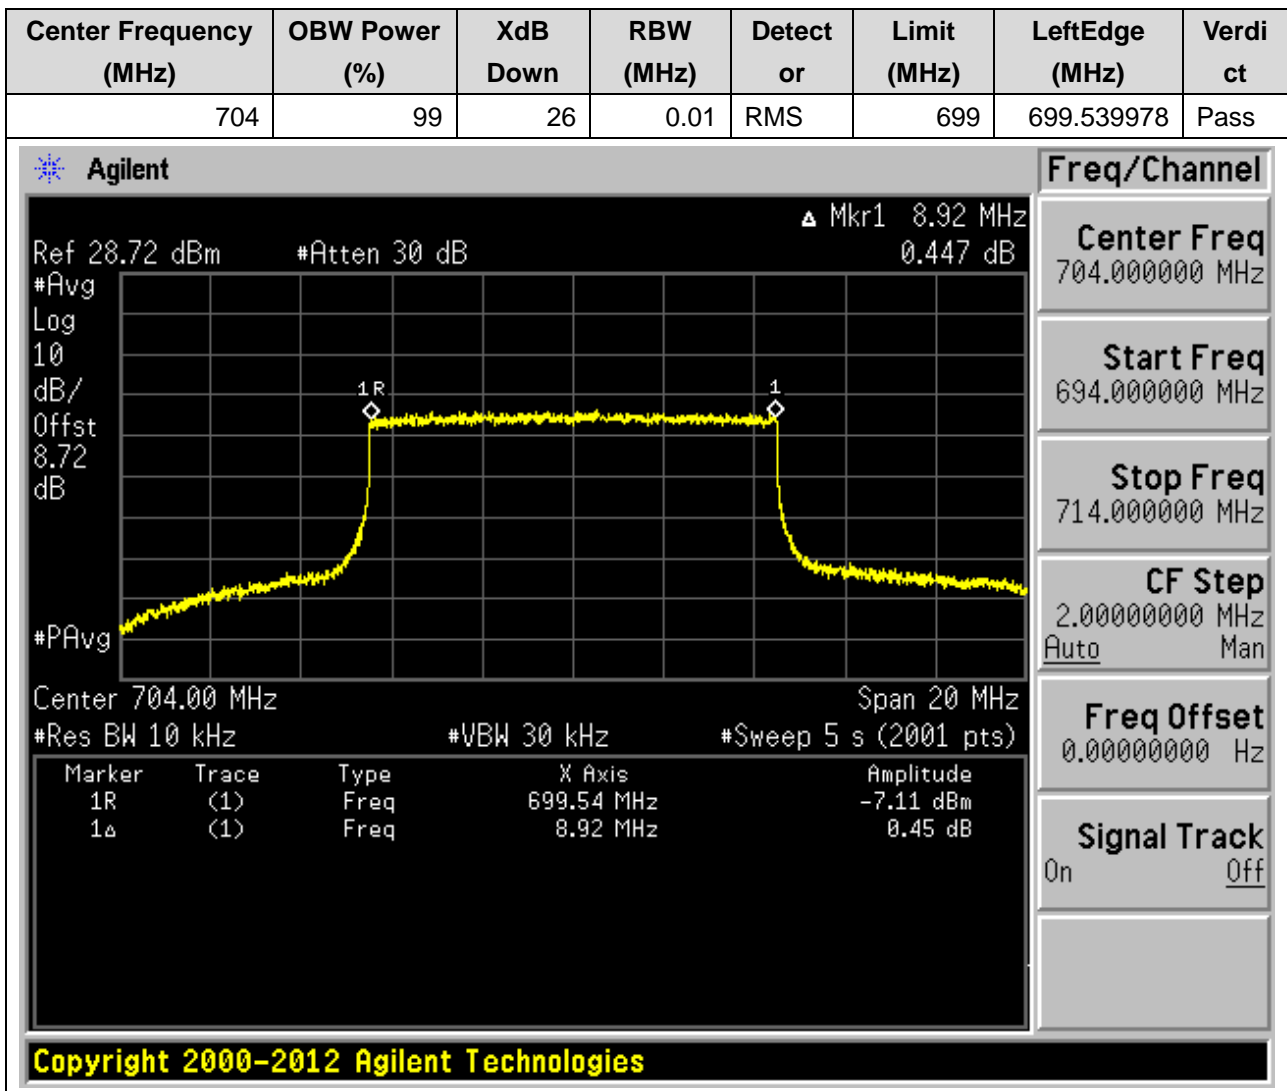 Center Frequency OBW Power XdB RBW Detect Limit LeftEdge Verdi
(MHz) (%) Down (MHz) or (MHz) (MHz) ct
704 99 26 0.01 RMS 699 699.539978 Pass
Agilent Freq/Channel
Δ Mkr1 8.92 MHz
Ref 28.72 dBm #Atten 30 dB 0.447 dB
#Avg
Log
10
dB/
Offst
8.72
dB
#PAvg
1R 1
Center 704.00 MHz Span 20 MHz
#Res BW 10 kHz #VBW 30 kHz #Sweep 5 s (2001 pts)
Marker Trace Type X Axis Amplitude
1R (1) Freq 699.54 MHz -7.11 dBm
1Δ (1) Freq 8.92 MHz 0.45 dB
Center Freq
704.000000 MHz
Start Freq
694.000000 MHz
Stop Freq
714.000000 MHz
CF Step
2.00000000 MHz
Auto Man
Freq Offset
0.00000000 Hz
Signal Track
On Off
Copyright 2000-2012 Agilent Technologies